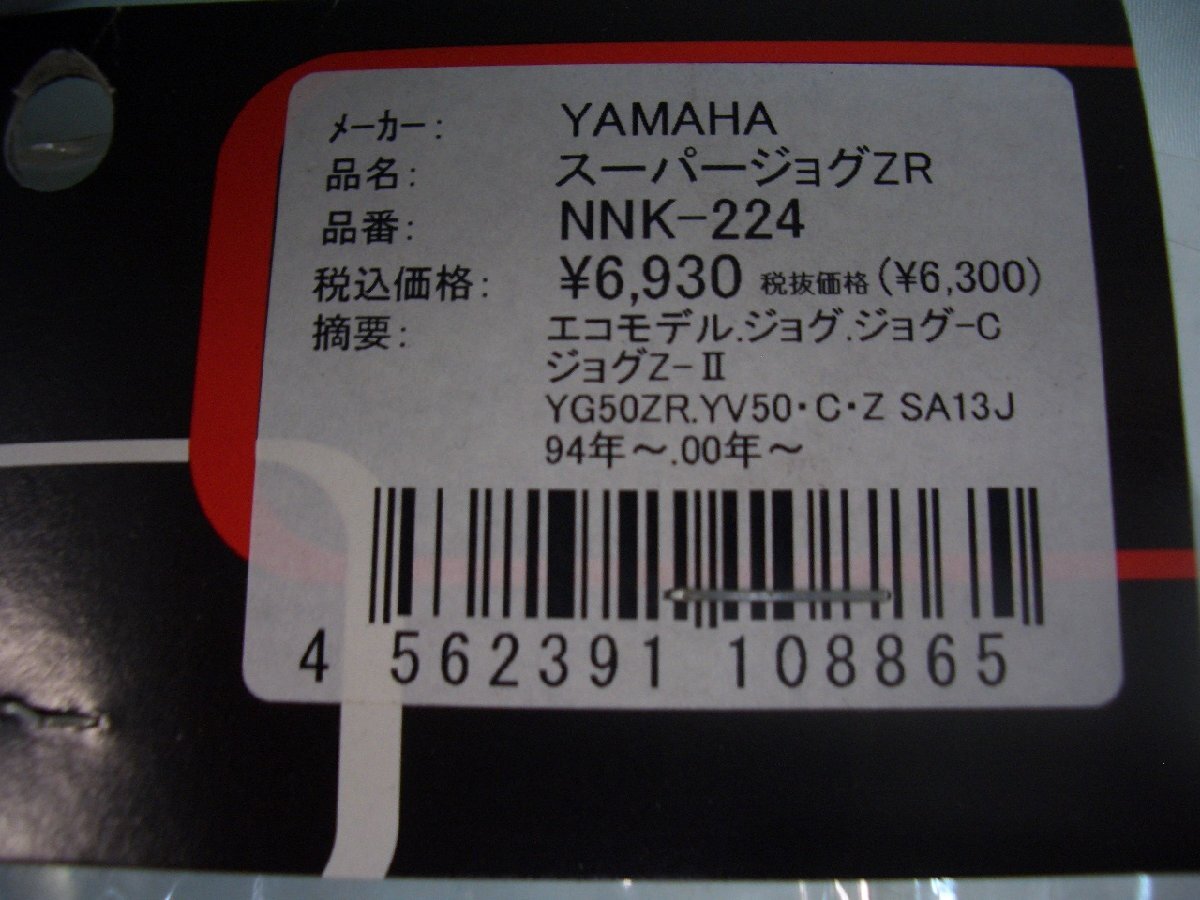 メーカー: YAMAHA
品名: スーパージョグZR
品番: NNK-224
税込価格: ¥6,930 税抜価格(¥6,300)
摘要: エコモデル.ジョグ.ジョグ-C
ジョグZ-Ⅱ
YG50ZR.YV50・C・Z SA13J
94年～.00年～
4 562391 108865